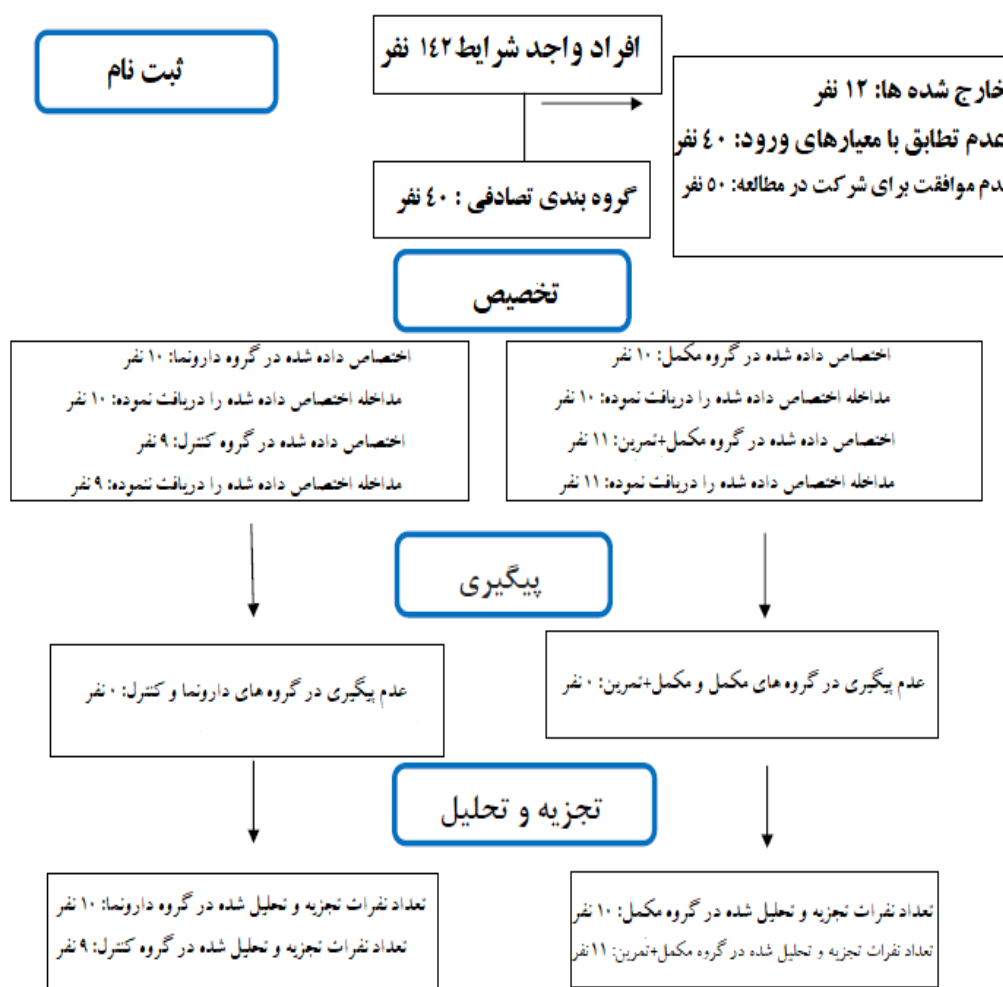 ثبت نام
افراد واجد شرایط ۱٤۲ نفر
خارج شده ها: ۱۲ نفر
عدم تطابق با معیارهای ورود: ٤۰ نفر
دم موافقت برای شرکت در مطالعه: ۵۰ نفر
گروه بندی تصادفی : ٤۰ نفر
تخصیص
اختصاص داده شده در گروه مکمل: ۱۰ نفر
مداخله اختصاص داده شده را دریافت نموده: ۱۰ نفر
اختصاص داده شده در گروه مکمل+تمرین: ۱۱ نفر
مداخله اختصاص داده شده را دریافت نموده: ۱۱ نفر
اختصاص داده شده در گروه دارونما: ۱۰ نفر
مداخله اختصاص داده شده را دریافت نموده: ۱۰ نفر
اختصاص داده شده در گروه کنترل: ۹ نفر
مداخله اختصاص داده شده را دریافت ننموده: ۹ نفر
پیگیری
عدم پیگیری در گروه های مکمل و مکمل+تمرین: ۰ نفر
عدم پیگیری در گروه های دارونما و کنترل: ۰ نفر
تجزیه و تحلیل
تعداد نفرات تجزیه و تحلیل شده در گروه مکمل: ۱۰ نفر
تعداد نفرات تجزیه و تحلیل شده در گروه مکمل+تمرین: ۱۱ نفر
تعداد نفرات تجزیه و تحلیل شده در گروه دارونما: ۱۰ نفر
تعداد نفرات تجزیه و تحلیل شده در گروه کنترل: ۹ نفر